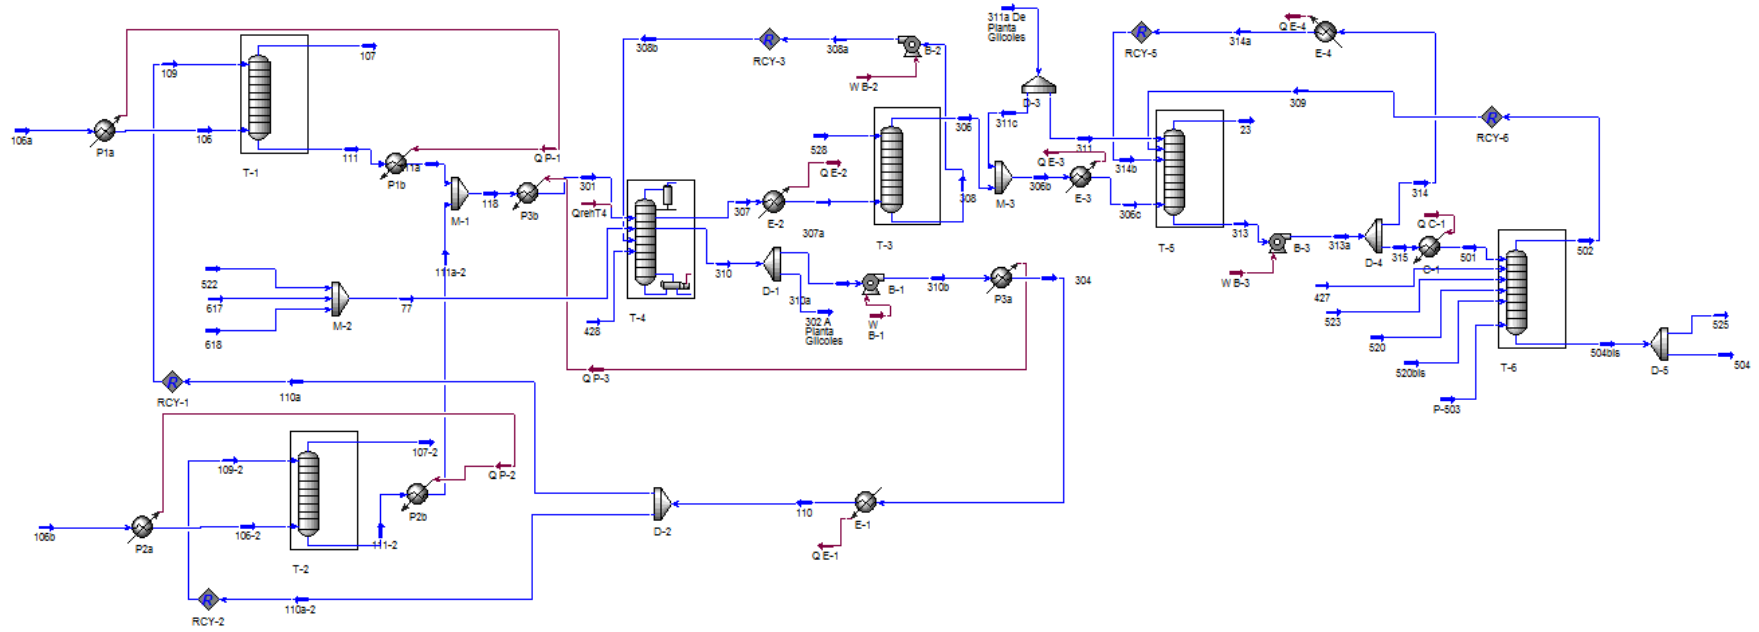 311a De
Planta
Glicoles
107
109
106a
P1a
106
T-1
111
P1b
11a
Q P-1
M-1
118
P3b
301
QrehT4
111a-2
522
617
618
M-2
77
428
T-4
307
310
E-2
Q E-2
307a
528
T-3
306
308
308b
RCY-3
308a
B-2
W B-2
D-1
310a
302 A
Planta
Glicoles
B-1
W
B-1
310b
P3a
304
Q P-3
D-3
311c
311
M-3
306b
Q E-3
E-3
306c
314b
T-5
23
313
RCY-5
314a
Q E-4
E-4
309
RCY-6
B-3
W B-3
313a
D-4
314
315
Q C-1
C-1
501
502
427
523
520
520bis
P-503
T-6
504bis
D-5
525
504
RCY-1
110a
109-2
107-2
106b
P2a
106-2
T-2
111-2
P2b
Q P-2
RCY-2
110a-2
D-2
110
E-1
Q E-1